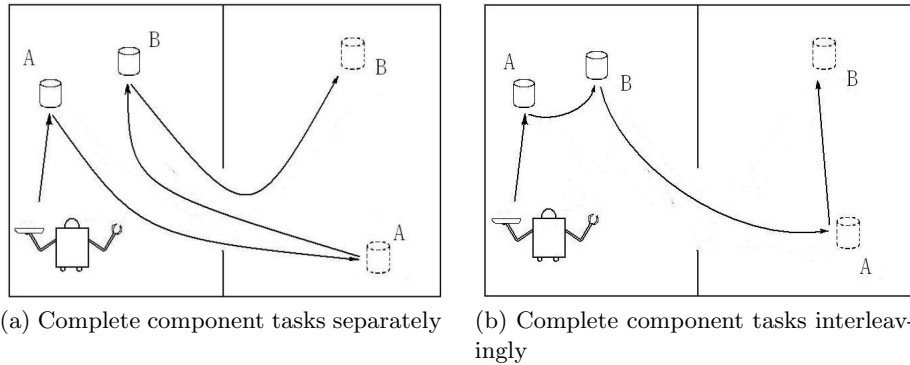 A
B
B
A
(a) Complete component tasks separately
A
B
B
A
(b) Complete component tasks interleav-
ingly